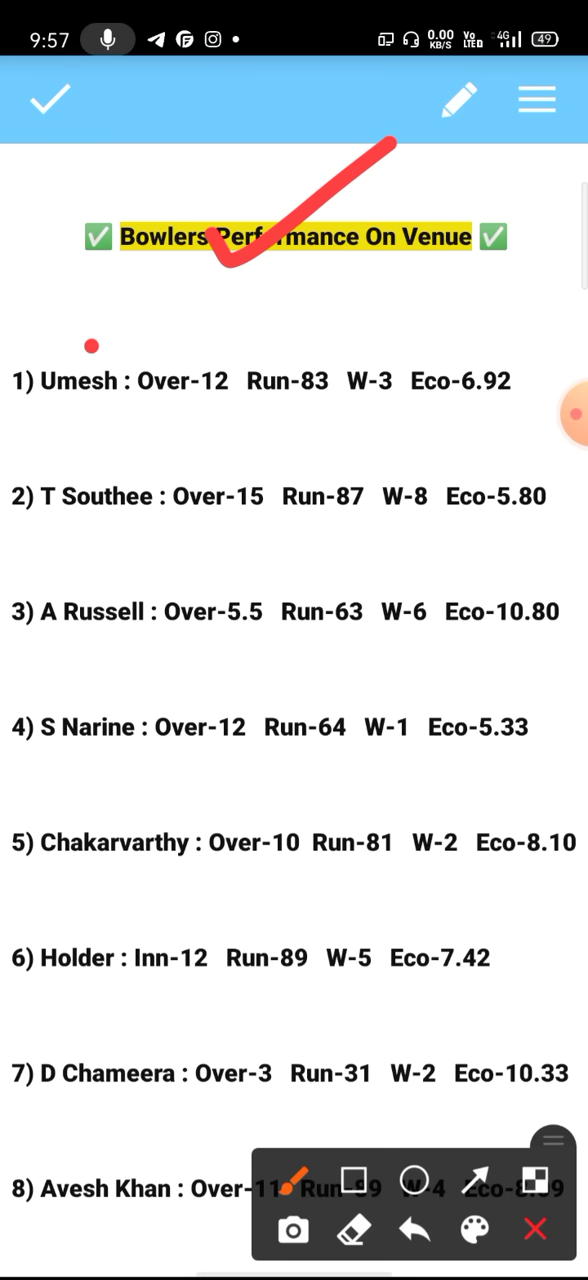 9:57 0.00 KB/S Vo LTE 4G 49
✅ Bowlers Performance On Venue ✅
1) Umesh : Over-12 Run-83 W-3 Eco-6.92
2) T Southee : Over-15 Run-87 W-8 Eco-5.80
3) A Russell : Over-5.5 Run-63 W-6 Eco-10.80
4) S Narine : Over-12 Run-64 W-1 Eco-5.33
5) Chakarvarthy : Over-10 Run-81 W-2 Eco-8.10
6) Holder : Inn-12 Run-89 W-5 Eco-7.42
7) D Chameera : Over-3 Run-31 W-2 Eco-10.33
8) Avesh Khan : Over-11 Run-89 W-4